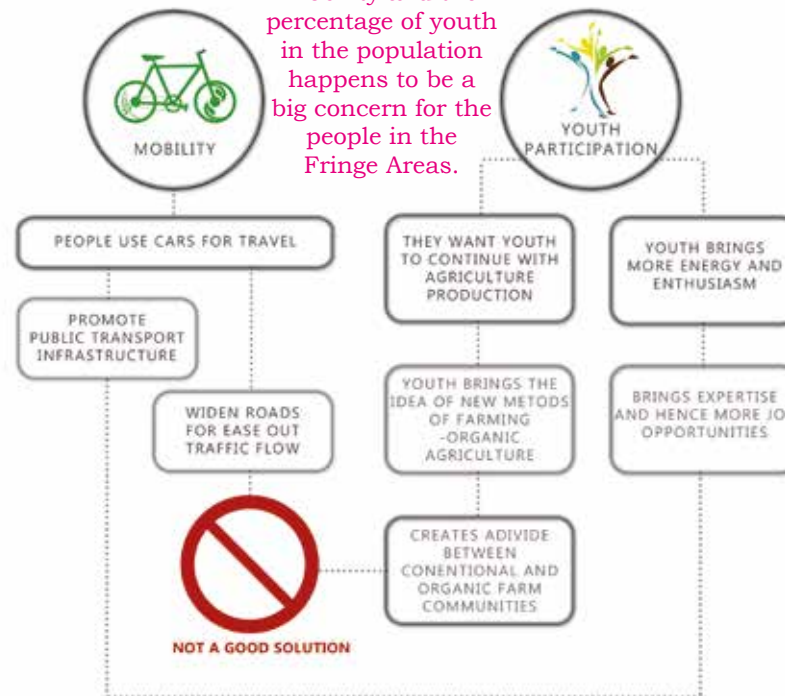 percentage of youth
in the population
happens to be a
big concern for the
people in the
Fringe Areas.
MOBILITY
YOUTH
PARTICIPATION
PEOPLE USE CARS FOR TRAVEL
PROMOTE
PUBLIC TRANSPORT
INFRASTRUCTURE
WIDEN ROADS
FOR EASE OUT
TRAFFIC FLOW
NOT A GOOD SOLUTION
THEY WANT YOUTH
TO CONTINUE WITH
AGRICULTURE
PRODUCTION
YOUTH BRINGS THE
IDEA OF NEW METODS
OF FARMING
-ORGANIC
AGRICULTURE
CREATES ADIVIDE
BETWEEN
CONENTIONAL AND
ORGANIC FARM
COMMUNITIES
YOUTH BRINGS
MORE ENERGY AND
ENTHUSIASM
BRINGS EXPERTISE
AND HENCE MORE
OPPORTUNITIES